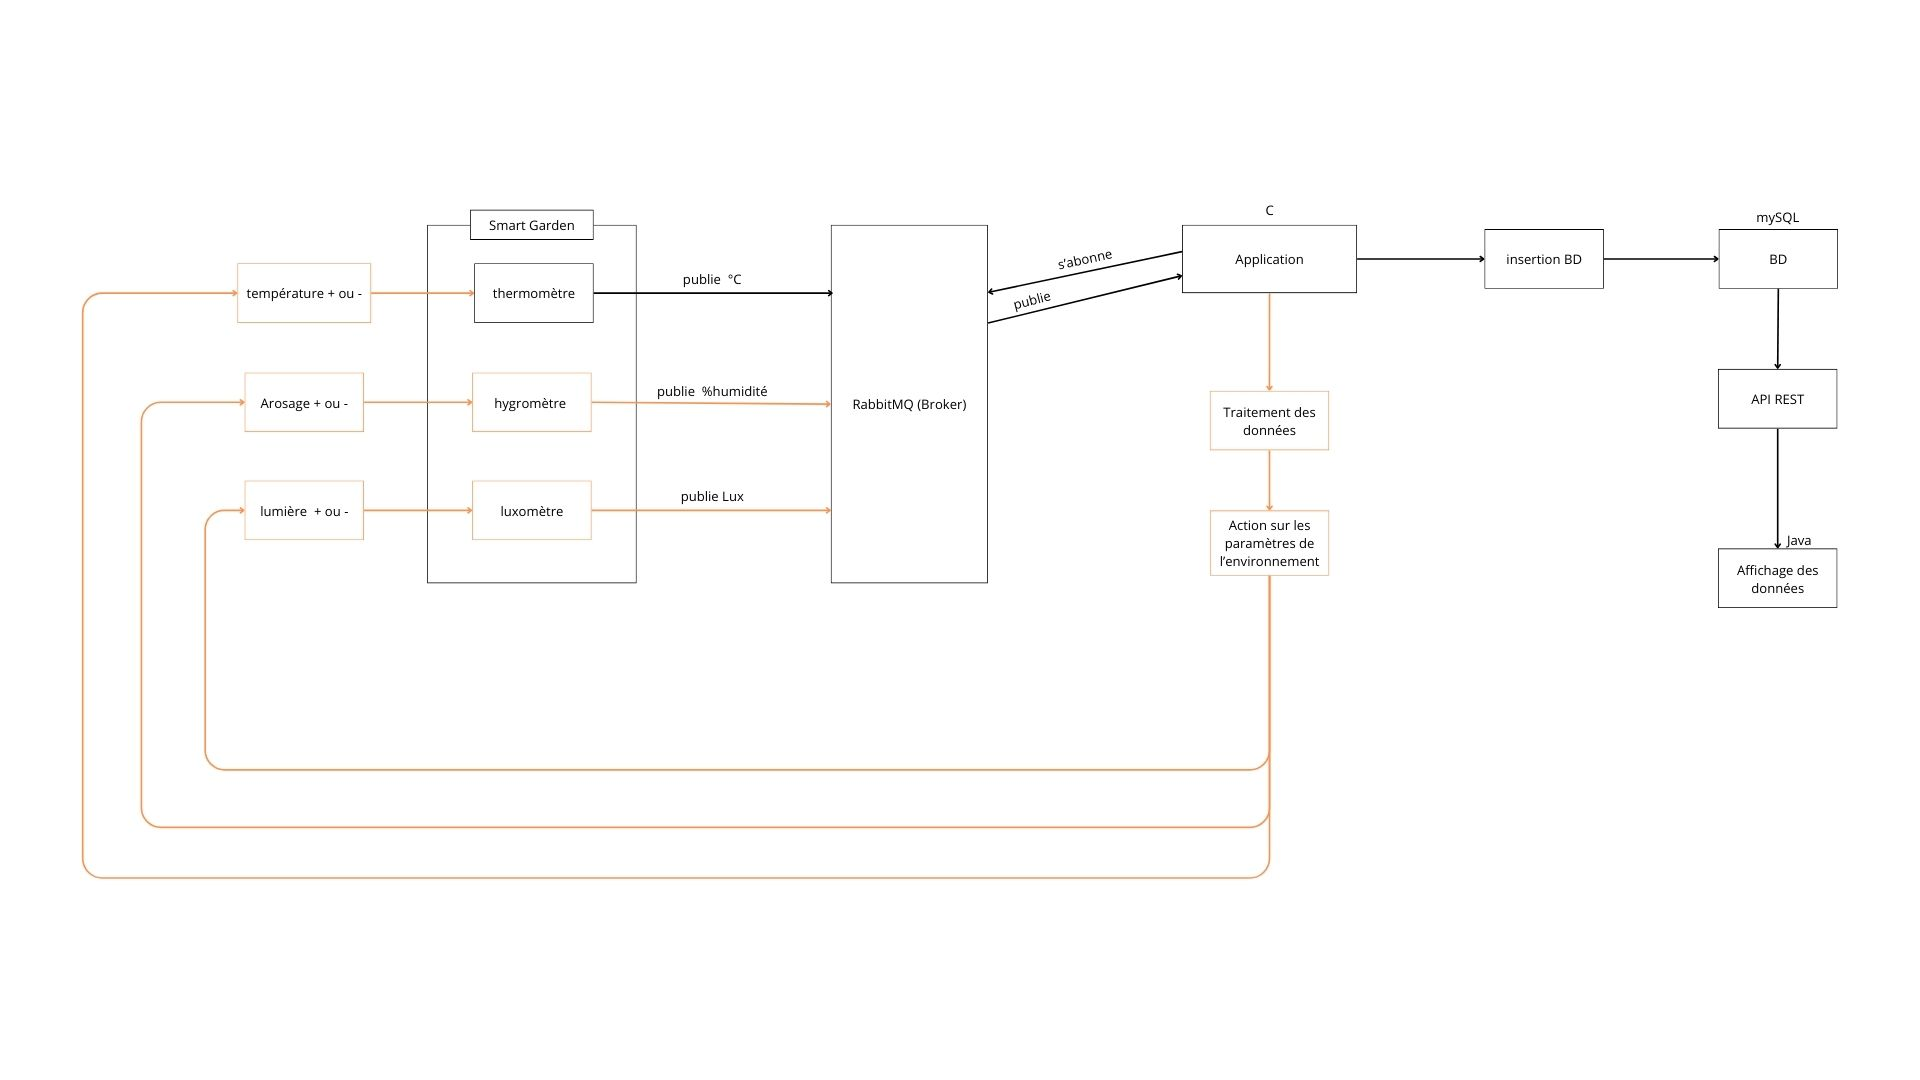 C
mySQL
Smart Garden
s'abonne
Application
insertion BD
BD
température + ou -
thermomètre
publie °C
publie
Arosage + ou -
hygromètre
publie %humidité
RabbitMQ (Broker)
Traitement des
données
API REST
lumière + ou -
luxomètre
publie Lux
Action sur les
paramètres de
l’environnement
Java
Affichage des
données